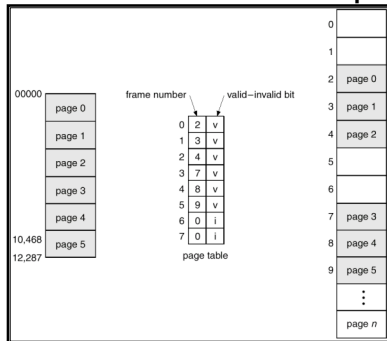 00000
page 0
page 1
page 2
page 3
page 4
page 5
10,468
12,287
frame number
valid–invalid bit
0 2 v
1 3 v
2 4 v
3 7 v
4 8 v
5 9 v
6 0 i
7 0 i
page table
0
1
2 page 0
3 page 1
4 page 2
5
6
7 page 3
8 page 4
9 page 5
page n